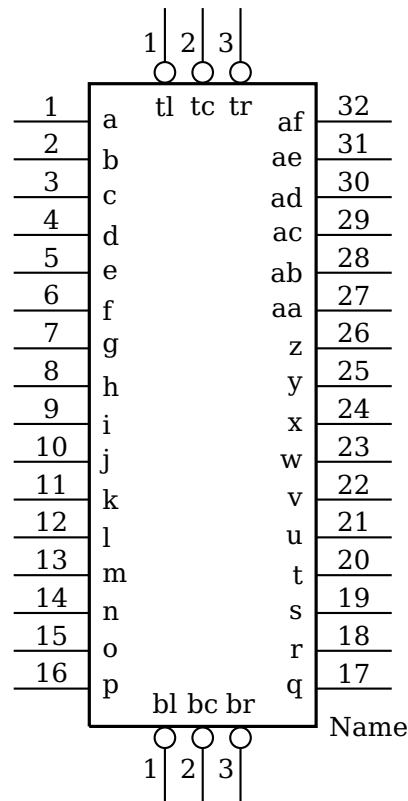 1 2 3
tl tc tr
1 a af 32
2 b ae 31
3 c ad 30
4 d ac 29
5 e ab 28
6 f aa 27
7 g z 26
8 h y 25
9 i x 24
10 j w 23
11 k v 22
12 l u 21
13 m t 20
14 n s 19
15 o r 18
16 p q 17
bl bc br
Name
1 2 3